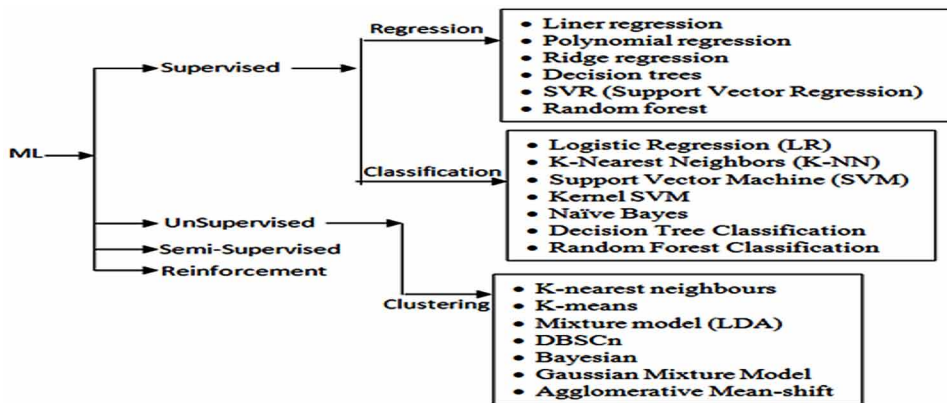 ML
Supervised
Regression
• Liner regression
• Polynomial regression
• Ridge regression
• Decision trees
• SVR (Support Vector Regression)
• Random forest
Classification
• Logistic Regression (LR)
• K-Nearest Neighbors (K-NN)
• Support Vector Machine (SVM)
• Kernel SVM
• Naïve Bayes
• Decision Tree Classification
• Random Forest Classification
UnSupervised
Semi-Supervised
Reinforcement
Clustering
• K-nearest neighbours
• K-means
• Mixture model (LDA)
• DBSCn
• Bayesian
• Gaussian Mixture Model
• Agglomerative Mean-shift